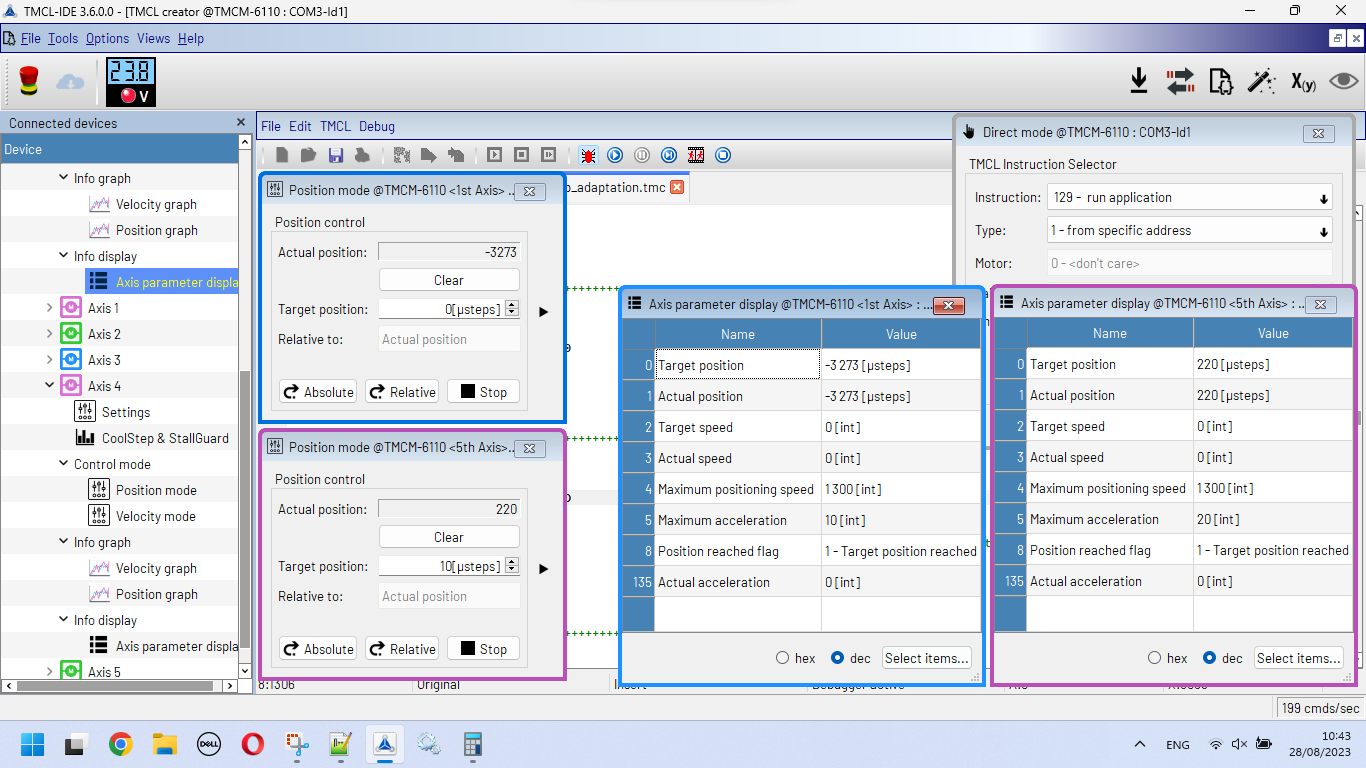 TMCL-IDE 3.6.0.0 - [TMCL creator @TMCM-6110 : COM3-Id1]
File Tools Options Views Help
23.8
V
X(y)
Connected devices
Device
Info graph
Velocity graph
Position graph
Info display
Axis parameter displa
Axis 1
Axis 2
Axis 3
Axis 4
Settings
CoolStep & StallGuard
Control mode
Position mode
Velocity mode
Info graph
Velocity graph
Position graph
Info display
Axis parameter displa
Axis 5
File Edit TMCL Debug
o_adaptation.tmc
Position mode @TMCM-6110 <1st Axis> ..
Position control
Actual position: -3273
Clear
Target position: 0[µsteps]
Relative to: Actual position
Absolute Relative Stop
Position mode @TMCM-6110 <5th Axis>..
Position control
Actual position: 220
Clear
Target position: 10[µsteps]
Relative to: Actual position
Absolute Relative Stop
Direct mode @TMCM-6110 : COM3-Id1
TMCL Instruction Selector
Instruction: 129 - run application
Type: 1 - from specific address
Motor: 0 - <don't care>
Axis parameter display @TMCM-6110 <1st Axis> : ...
Name Value
0 Target position -3 273 [µsteps]
1 Actual position -3 273 [µsteps]
2 Target speed 0 [int]
3 Actual speed 0 [int]
4 Maximum positioning speed 1 300 [int]
5 Maximum acceleration 10 [int]
8 Position reached flag 1 - Target position reached
135 Actual acceleration 0 [int]
hex dec Select items...
Axis parameter display @TMCM-6110 <5th Axis> : ..
Name Value
0 Target position 220 [µsteps]
1 Actual position 220 [µsteps]
2 Target speed 0 [int]
3 Actual speed 0 [int]
4 Maximum positioning speed 1 300 [int]
5 Maximum acceleration 20 [int]
8 Position reached flag 1 - Target position reached
135 Actual acceleration 0 [int]
hex dec Select items...
8:1306 Original Insert Debugger active
199 cmds/sec
DELL
ENG
10:43
28/08/2023